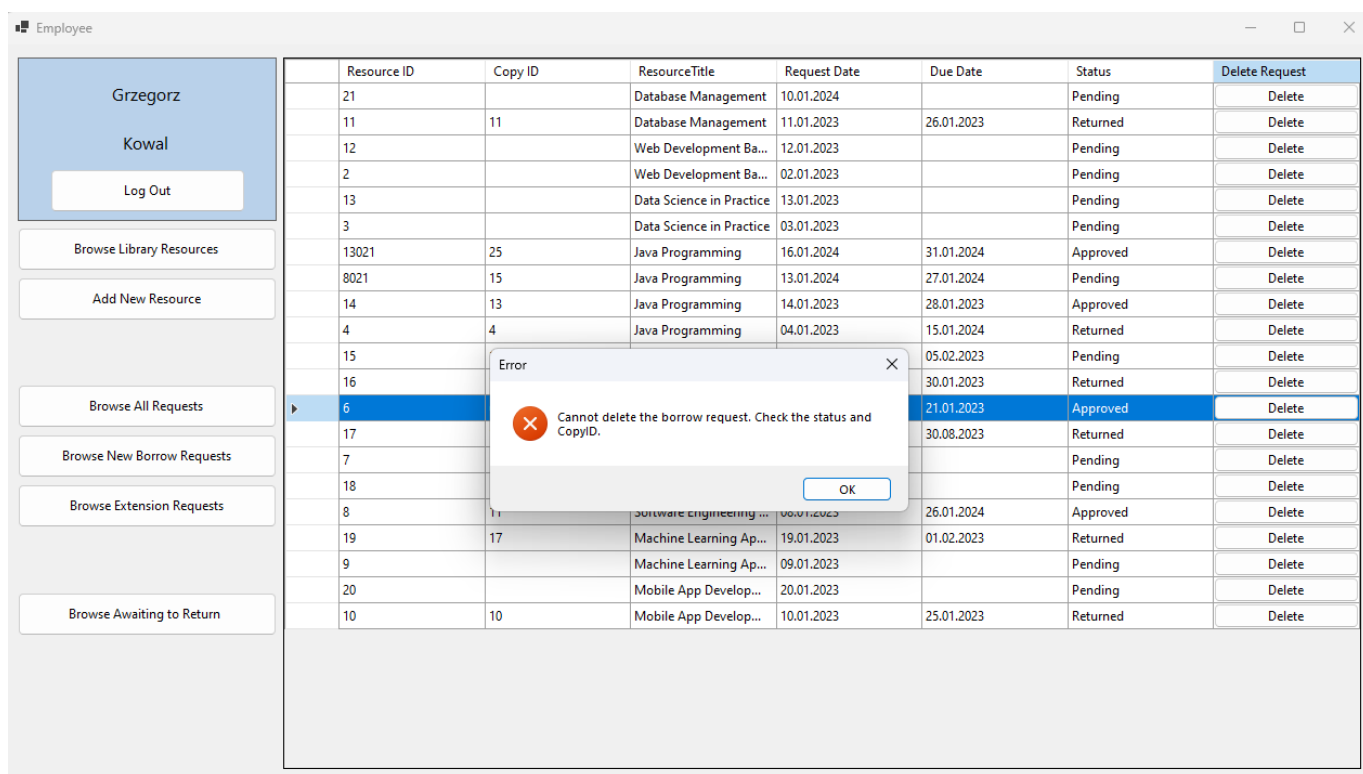 Employee
Grzegorz
Kowal
Log Out
Browse Library Resources
Add New Resource
Browse All Requests
Browse New Borrow Requests
Browse Extension Requests
Browse Awaiting to Return
Resource ID Copy ID ResourceTitle Request Date Due Date Status Delete Request
21 Database Management 10.01.2024 Pending Delete
11 11 Database Management 11.01.2023 26.01.2023 Returned Delete
12 Web Development Ba... 12.01.2023 Pending Delete
2 Web Development Ba... 02.01.2023 Pending Delete
13 Data Science in Practice 13.01.2023 Pending Delete
3 Data Science in Practice 03.01.2023 Pending Delete
13021 25 Java Programming 16.01.2024 31.01.2024 Approved Delete
8021 15 Java Programming 13.01.2024 27.01.2024 Pending Delete
14 13 Java Programming 14.01.2023 28.01.2023 Approved Delete
4 4 Java Programming 04.01.2023 15.01.2024 Returned Delete
15 05.02.2023 Pending Delete
16 30.01.2023 Returned Delete
6 21.01.2023 Approved Delete
17 30.08.2023 Returned Delete
7 Pending Delete
18 Pending Delete
8 11 Software Engineering ... 08.01.2023 26.01.2024 Approved Delete
19 17 Machine Learning Ap... 19.01.2023 01.02.2023 Returned Delete
9 Machine Learning Ap... 09.01.2023 Pending Delete
20 Mobile App Develop... 20.01.2023 Pending Delete
10 10 Mobile App Develop... 10.01.2023 25.01.2023 Returned Delete
Error
Cannot delete the borrow request. Check the status and
CopyID.
OK